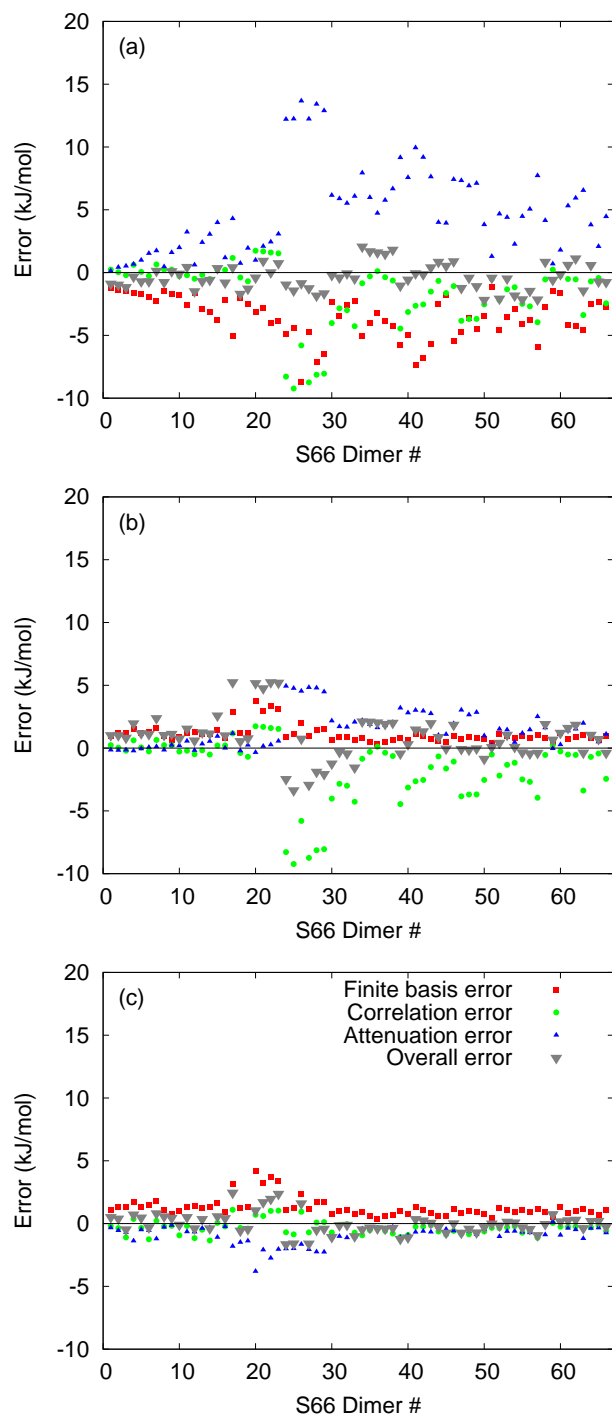 20
(a)
15
10
5
0
-5
-10
Error (kJ/mol)
0 10 20 30 40 50 60
S66 Dimer #
20
(b)
15
10
5
0
-5
-10
Error (kJ/mol)
0 10 20 30 40 50 60
S66 Dimer #
20
(c)
15
10
5
0
-5
-10
Error (kJ/mol)
Finite basis error
Correlation error
Attenuation error
Overall error
0 10 20 30 40 50 60
S66 Dimer #